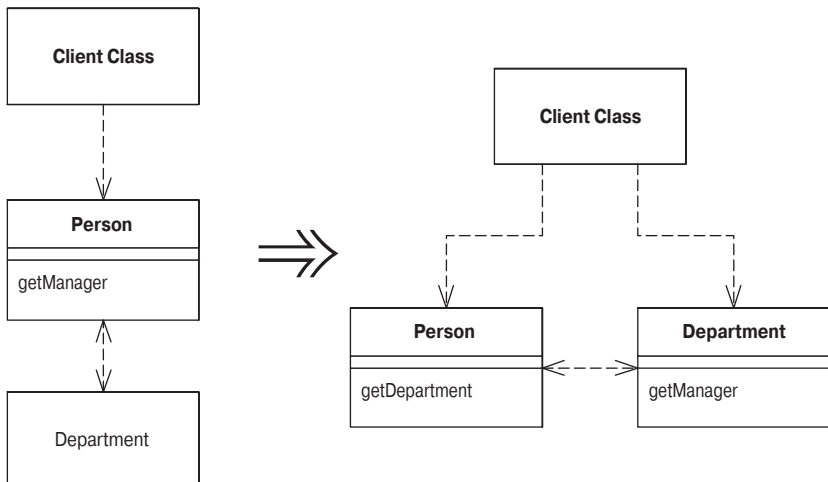 Client Class
Person
getManager
Department
Client Class
Person
getDepartment
Department
getManager